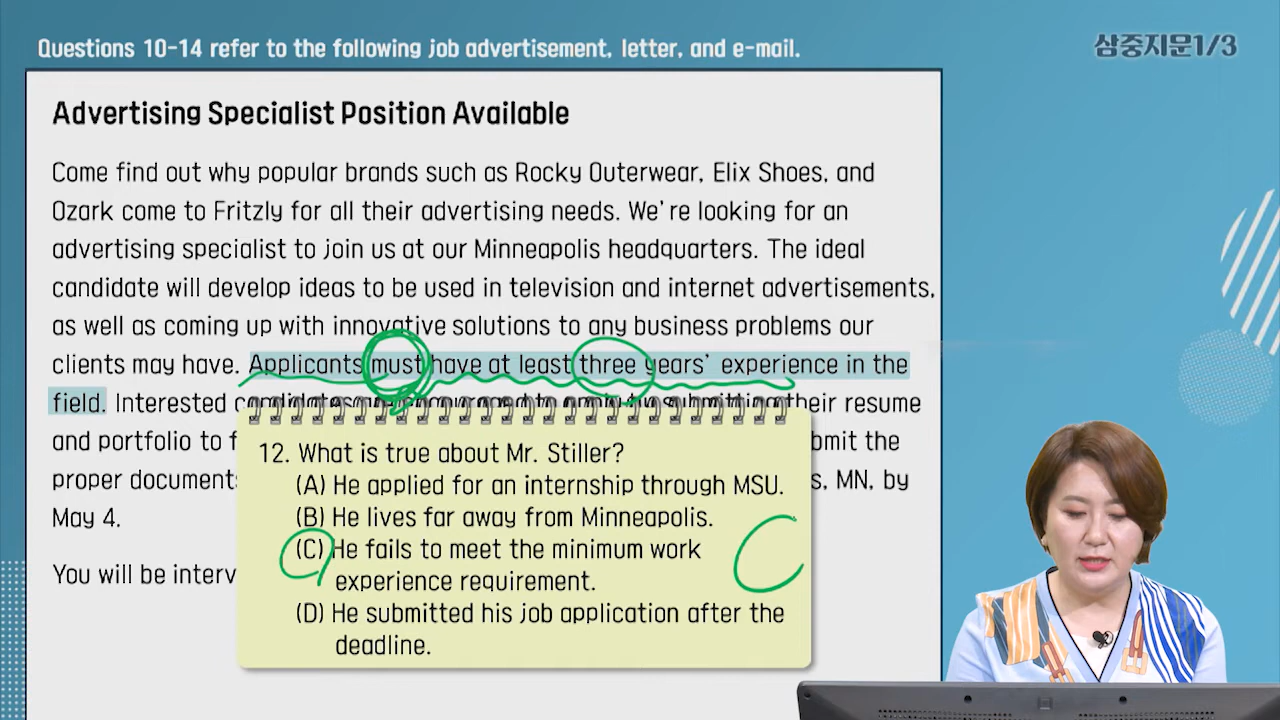 Questions 10-14 refer to the following job advertisement, letter, and e-mail.
삼중지문1/3
Advertising Specialist Position Available
Come find out why popular brands such as Rocky Outerwear, Elix Shoes, and
Ozark come to Fritzly for all their advertising needs. We're looking for an
advertising specialist to join us at our Minneapolis headquarters. The ideal
candidate will develop ideas to be used in television and internet advertisements,
as well as coming up with innovative solutions to any business problems our
clients may have. Applicants must have at least three years' experience in the
field. Interested candidates are encouraged to apply by submitting their resume
and portfolio to
proper documents
May 4.
You will be
bmit the
s, MN, by
12. What is true about Mr. Stiller?
(A) He applied for an internship through MSU.
(B) He lives far away from Minneapolis.
(C) He fails to meet the minimum work
experience requirement.
(D) He submitted his job application after the
deadline.
C